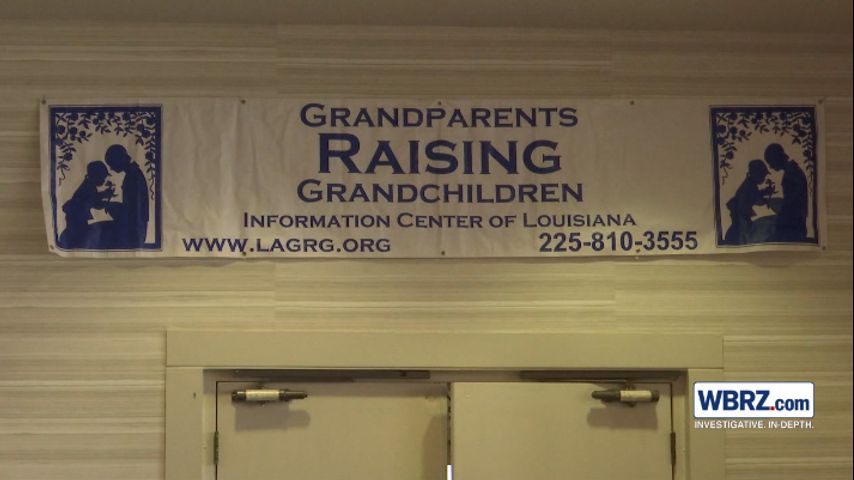 GRANDPARENTS
RAISING
GRANDCHILDREN
INFORMATION CENTER OF LOUISIANA
WWW.LAGRG.ORG 225-810-3555
WBRZ.com
INVESTIGATIVE. IN-DEPTH.